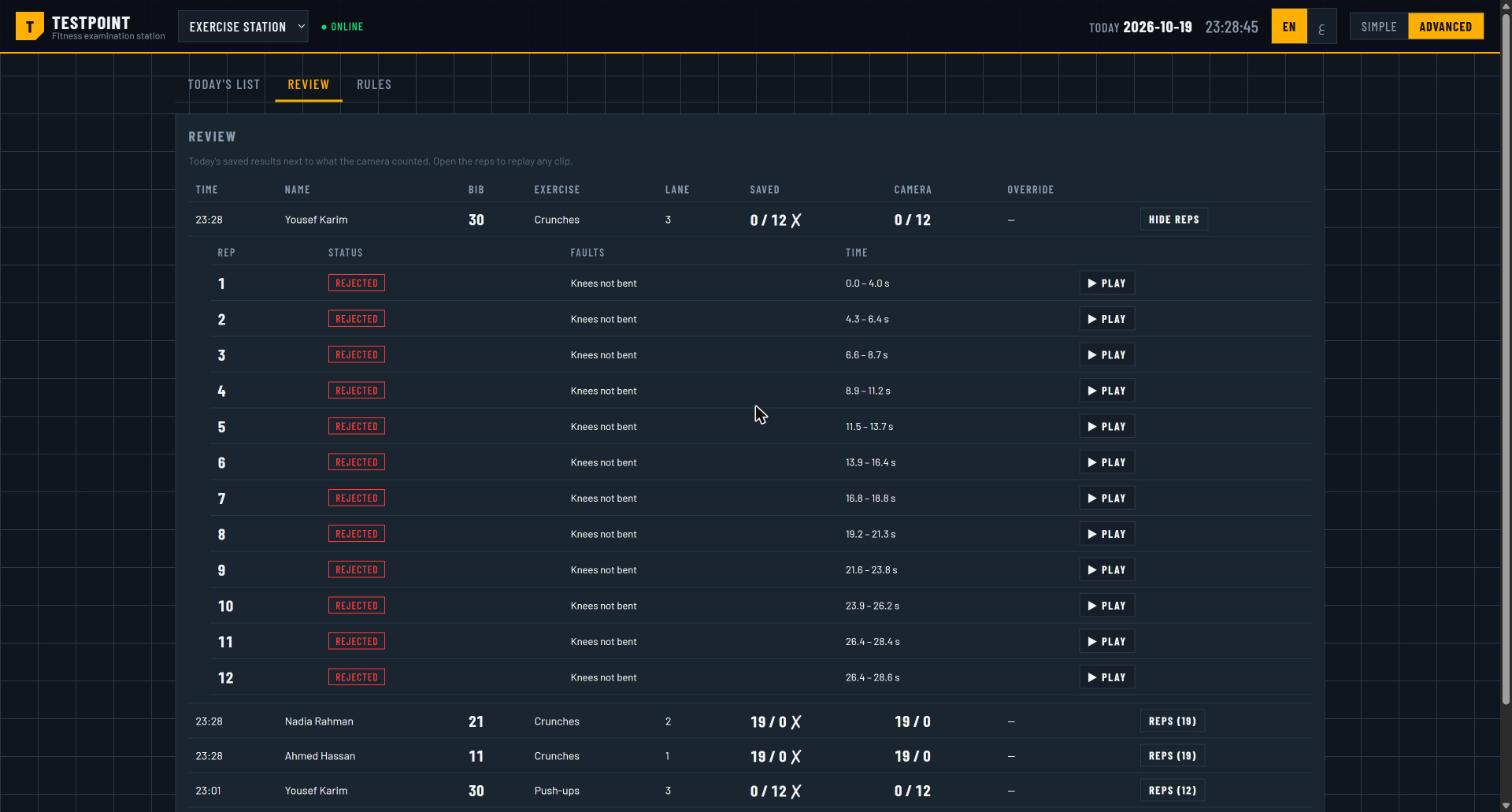 T TESTPOINT
Fitness examination station
EXERCISE STATION
ONLINE
TODAY 2026-10-19 23:28:45
EN ع
SIMPLE ADVANCED
TODAY'S LIST REVIEW RULES
REVIEW
Today's saved results next to what the camera counted. Open the reps to replay any clip.
TIME NAME BIB EXERCISE LANE SAVED CAMERA OVERRIDE
23:28 Yousef Karim 30 Crunches 3 0 / 12 X 0 / 12 – HIDE REPS
REP STATUS FAULTS TIME
1 REJECTED Knees not bent 0.0 – 4.0 s ▶ PLAY
2 REJECTED Knees not bent 4.3 – 6.4 s ▶ PLAY
3 REJECTED Knees not bent 6.6 – 8.7 s ▶ PLAY
4 REJECTED Knees not bent 8.9 – 11.2 s ▶ PLAY
5 REJECTED Knees not bent 11.5 – 13.7 s ▶ PLAY
6 REJECTED Knees not bent 13.9 – 16.4 s ▶ PLAY
7 REJECTED Knees not bent 16.8 – 18.8 s ▶ PLAY
8 REJECTED Knees not bent 19.2 – 21.3 s ▶ PLAY
9 REJECTED Knees not bent 21.6 – 23.8 s ▶ PLAY
10 REJECTED Knees not bent 23.9 – 26.2 s ▶ PLAY
11 REJECTED Knees not bent 26.4 – 28.4 s ▶ PLAY
12 REJECTED Knees not bent 26.4 – 28.6 s ▶ PLAY
23:28 Nadia Rahman 21 Crunches 2 19 / 0 X 19 / 0 – REPS (19)
23:28 Ahmed Hassan 11 Crunches 1 19 / 0 X 19 / 0 – REPS (19)
23:01 Yousef Karim 30 Push-ups 3 0 / 12 X 0 / 12 – REPS (12)